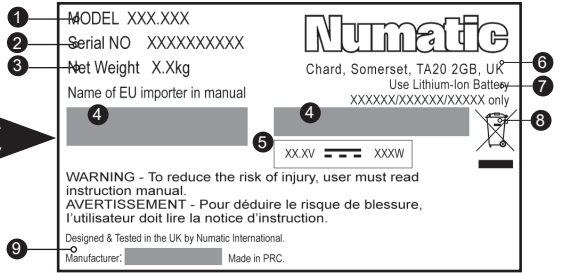 1 MODEL XXX.XXX
Numatic
2 Serial NO XXXXXXXXXX
3 Net Weight X.Xkg
Chard, Somerset, TA20 2GB, UK 6
Use Lithium-Ion Battery 7
Name of EU importer in manual
XXXXXX/XXXXXX/XXXXX only
4
4
8
5
XX.XV XXXW
WARNING - To reduce the risk of injury, user must read
instruction manual.
AVERTISSEMENT - Pour déduire le risque de blessure,
l'utilisateur doit lire la notice d'instruction.
Designed & Tested in the UK by Numatic International.
9
Manufacturer: Made in PRC.